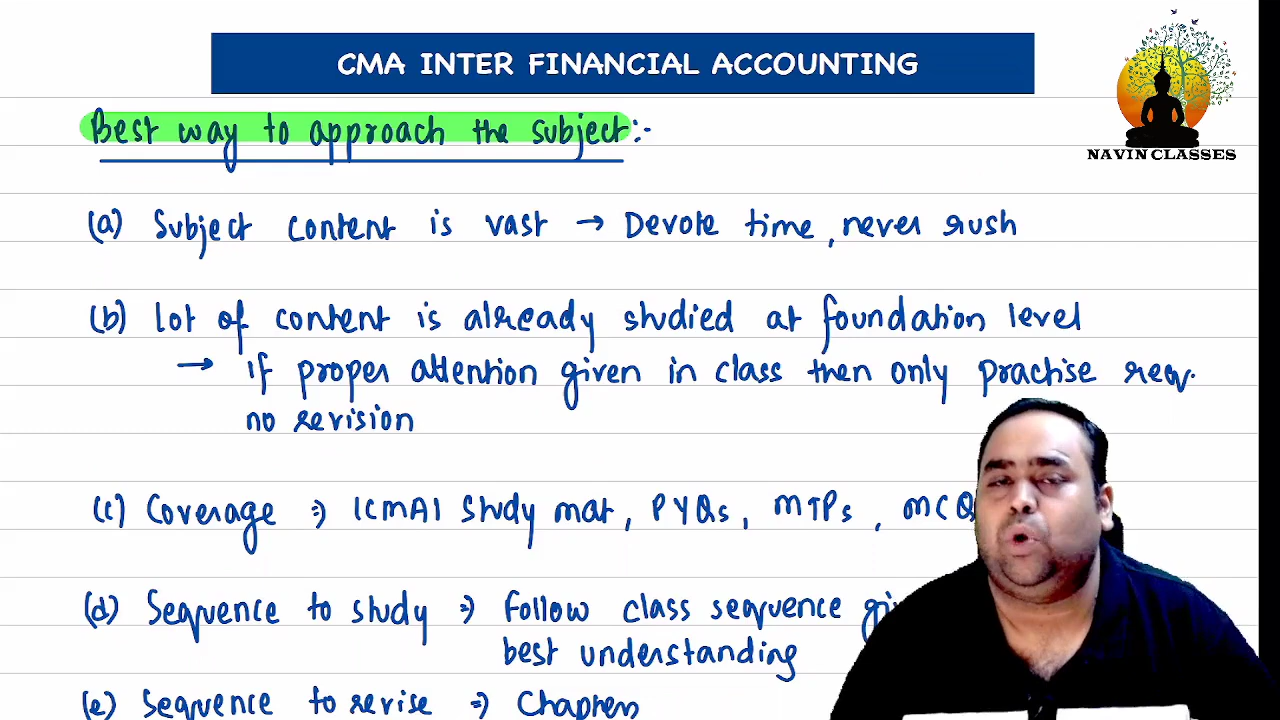 CMA INTER FINANCIAL ACCOUNTING
NAVIN CLASSES
Best way to approach the subject:-
(a) Subject content is vast → Devote time, never rush
(b) Lot of content is already studied at foundation level
→ If proper attention given in class then only practise req.
no revision
(c) Coverage ⇒ ICMAI Study mat, PYQs, MTPs, MCQ
(d) Sequence to study ⇒ Follow class sequence
best understanding
(e) Sequence to revise ⇒ Chapters